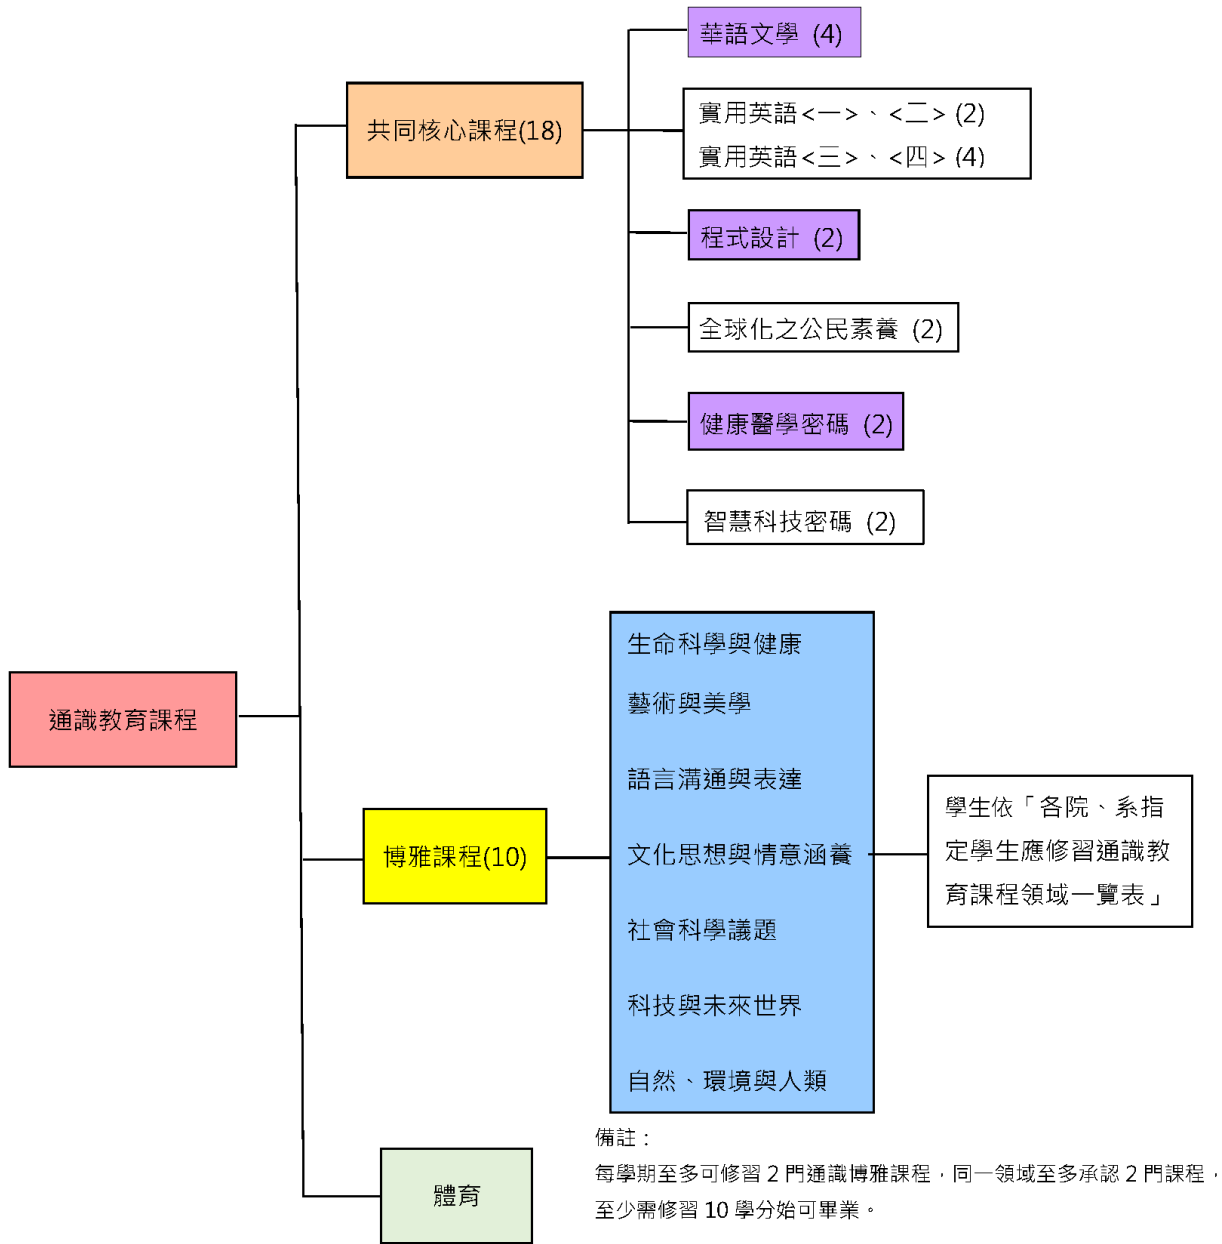 華語文學 (4)
共同核心課程(18)
實用英語<一>、<二> (2)
實用英語<三>、<四> (4)
程式設計 (2)
全球化之公民素養 (2)
健康醫學密碼 (2)
智慧科技密碼 (2)
通識教育課程
博雅課程(10)
生命科學與健康
藝術與美學
語言溝通與表達
文化思想與情意涵養
社會科學議題
科技與未來世界
自然、環境與人類
學生依「各院、系指
定學生應修習通識教
育課程領域一覽表」
體育
備註：
每學期至多可修習 2 門通識博雅課程，同一領域至多承認 2 門課程，
至少需修習 10 學分始可畢業。